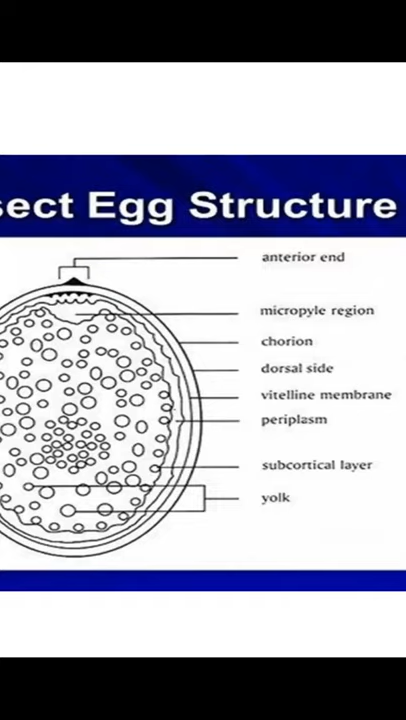 sect Egg Structure
anterior end
micropyle region
chorion
dorsal side
vitelline membrane
periplasm
subcortical layer
yolk